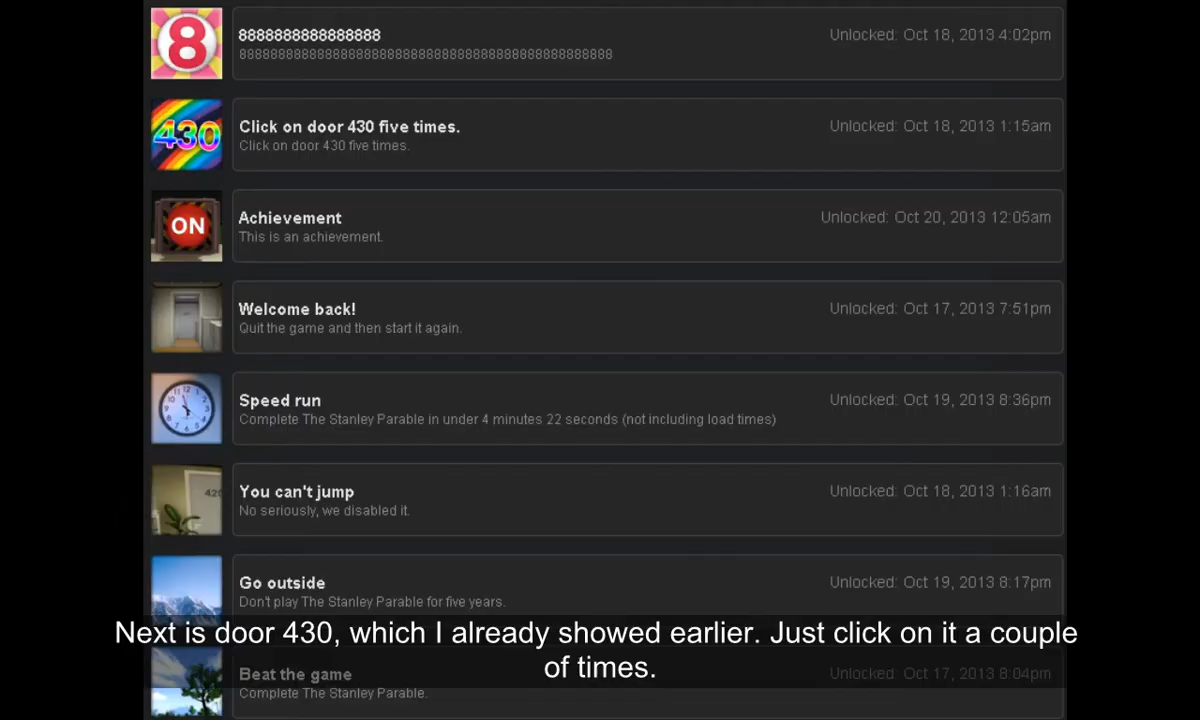 8
8888888888888888
Unlocked: Oct 18, 2013 4:02pm
888888888888888888888888888888888888888888888888
430
Click on door 430 five times.
Unlocked: Oct 18, 2013 1:15am
Click on door 430 five times.
ON
Achievement
Unlocked: Oct 20, 2013 12:05am
This is an achievement.
Welcome back!
Unlocked: Oct 17, 2013 7:51pm
Quit the game and then start it again.
Speed run
Unlocked: Oct 19, 2013 8:36pm
Complete The Stanley Parable in under 4 minutes 22 seconds (not including load times)
420
You can't jump
Unlocked: Oct 18, 2013 1:16am
No seriously, we disabled it.
Go outside
Unlocked: Oct 19, 2013 8:17pm
Don't play The Stanley Parable for five years.
Next is door 430, which I already showed earlier. Just click on it a couple
of times.
Beat the game
Unlocked: Oct 17, 2013 8:04pm
Complete The Stanley Parable.